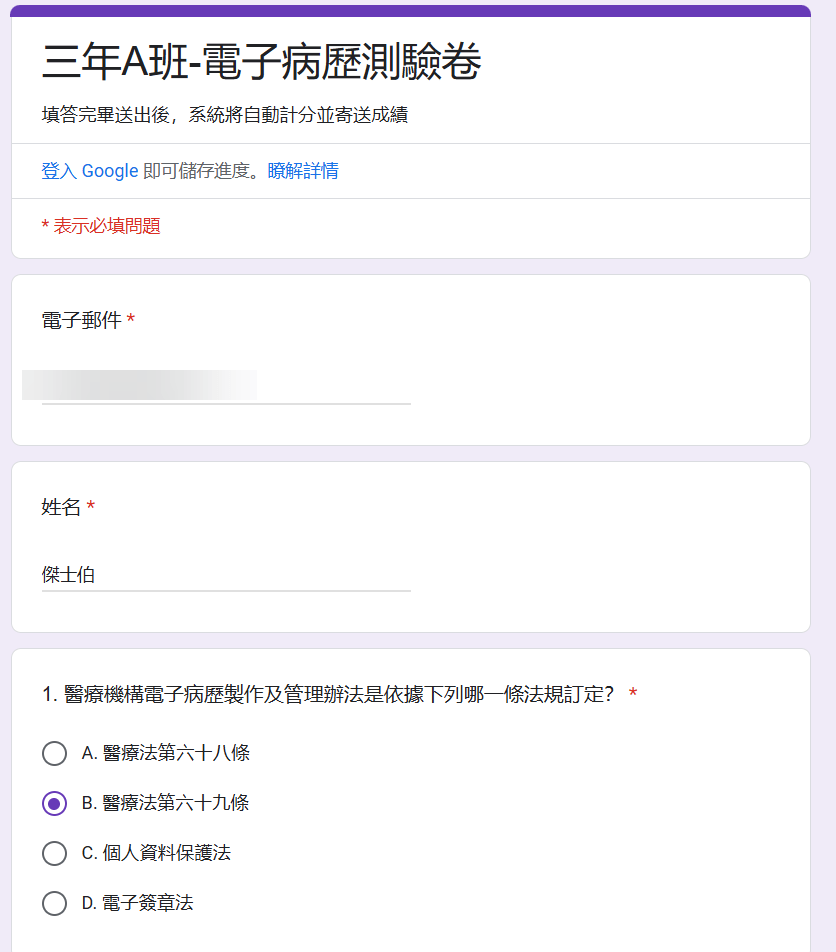 三年A班-電子病歷測驗卷
填答完畢送出後，系統將自動計分並寄送成績
登入 Google 即可儲存進度。瞭解詳情
* 表示必填問題
電子郵件 *
姓名 *
傑士伯
1. 醫療機構電子病歷製作及管理辦法是依據下列哪一條法規訂定？ *
A. 醫療法第六十八條
B. 醫療法第六十九條
C. 個人資料保護法
D. 電子簽章法